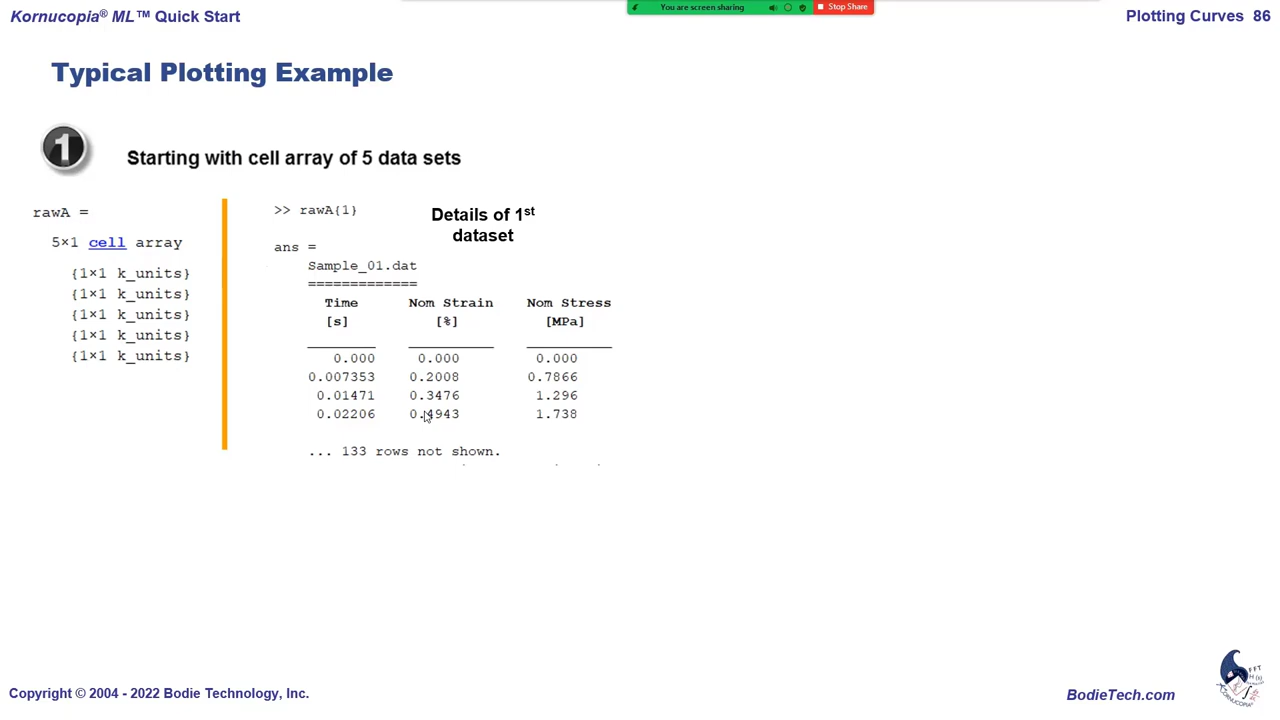 Kornucopia® ML™ Quick Start
You are screen sharing
Stop Share
Plotting Curves 86
Typical Plotting Example
1
Starting with cell array of 5 data sets
rawA =
5×1 cell array
{1×1 k_units}
{1×1 k_units}
{1×1 k_units}
{1×1 k_units}
{1×1 k_units}
>> rawA{1}
Details of 1st
dataset
ans =
Sample_01.dat
=============
Time Nom Strain Nom Stress
[s] [%] [MPa]
0.000 0.000 0.000
0.007353 0.2008 0.7866
0.01471 0.3476 1.296
0.02206 0.4943 1.738
... 133 rows not shown.
Copyright © 2004 - 2022 Bodie Technology, Inc.
BodieTech.com
KORNUCOPIA®
FFT
H(s)